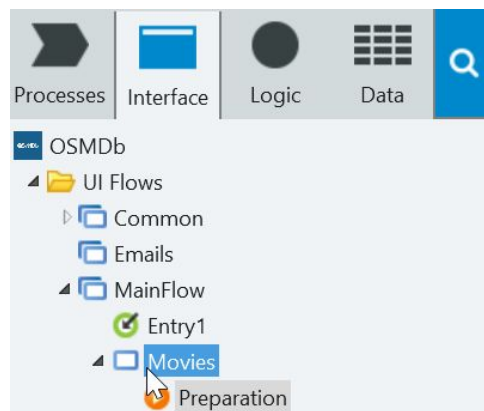 Processes Interface Logic Data
OSMDb
UI Flows
Common
Emails
MainFlow
Entry1
Movies
Preparation